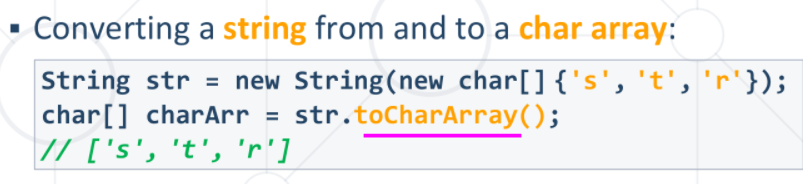 ▪ Converting a string from and to a char array:
String str = new String(new char[]{'s', 't', 'r'});
char[] charArr = str.toCharArray();
// ['s', 't', 'r']